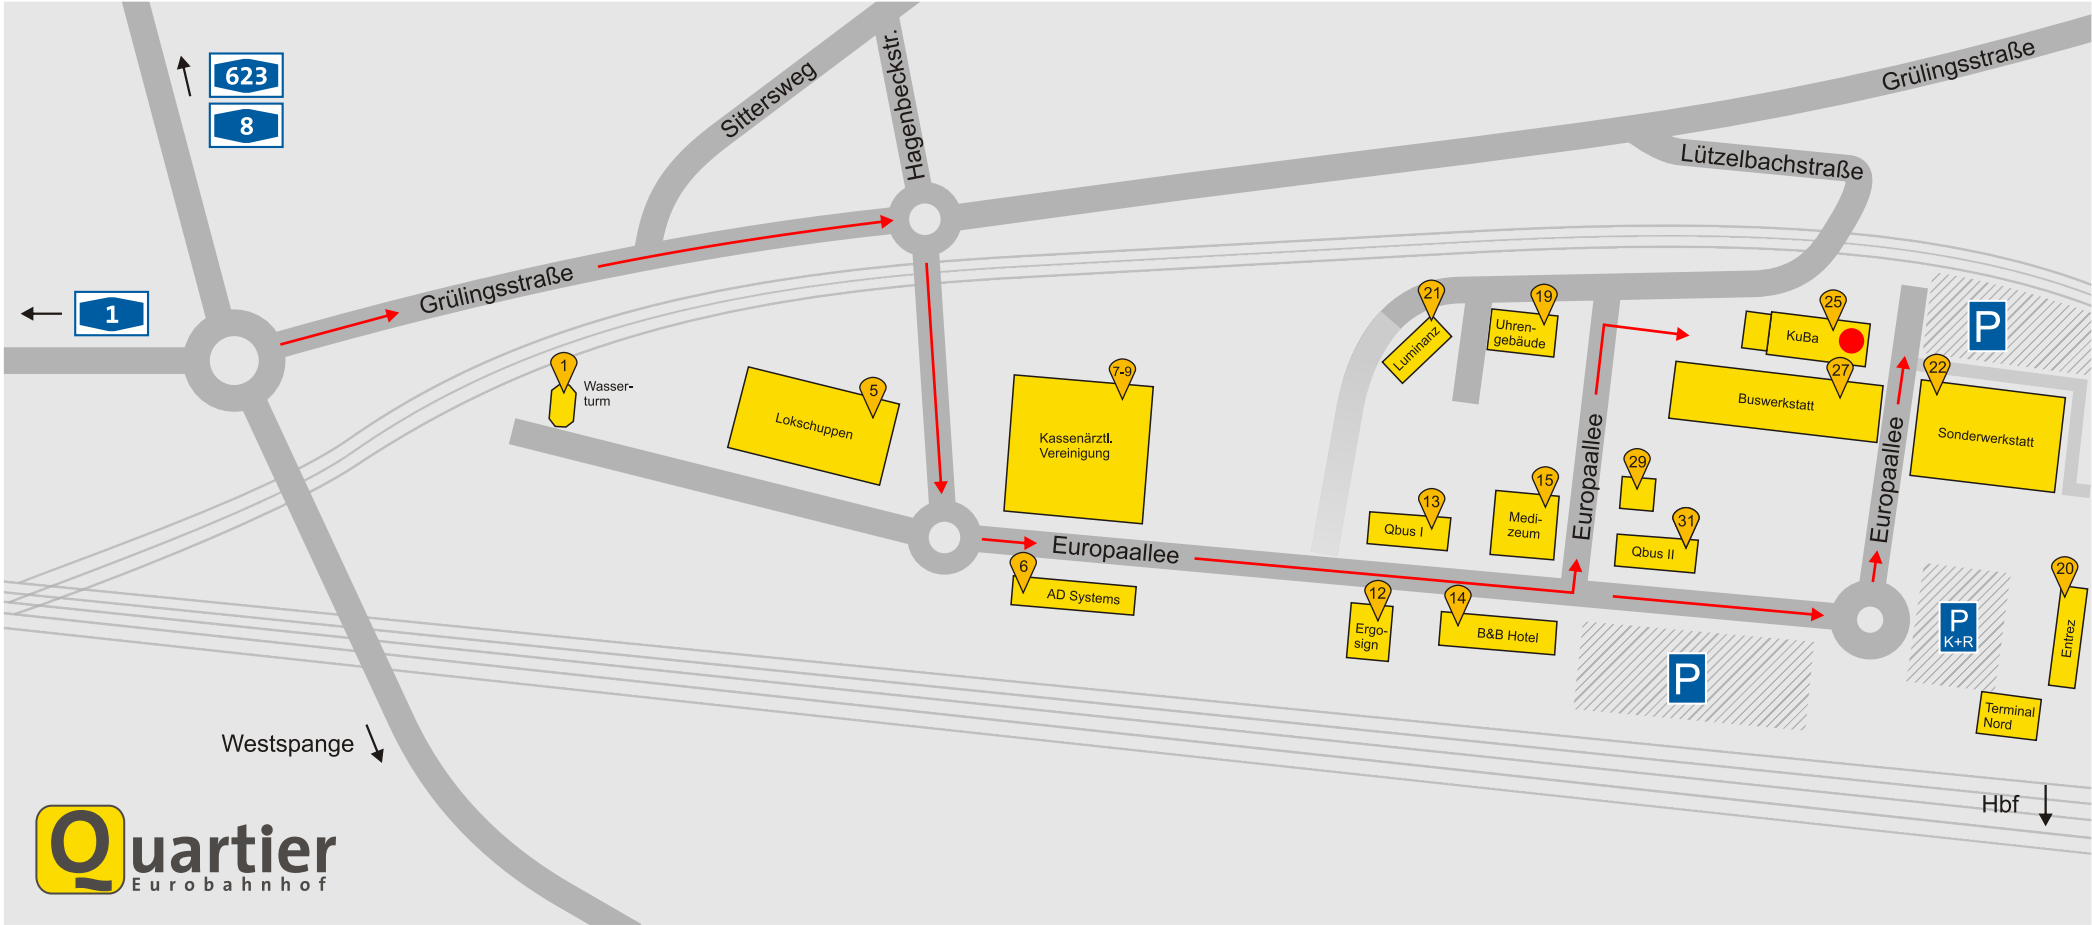 623
8
1
Sittersweg
Hagenbeckstr.
Grülingsstraße
Lützelbachstraße
Grülingsstraße
21
19
25
Uhren-
gebäude
Luminanz
KuBa
P
1
Wasser-
turm
5
Lokschuppen
7-9
Kassenärztl.
Vereinigung
27
Buswerkstatt
22
Sonderwerkstatt
Europaallee
Europaallee
29
15
Medi-
zeum
13
Qbus I
31
Qbus II
Europaallee
6
AD Systems
12
Ergo-
sign
14
B&B Hotel
P
P
K+R
20
Entrez
Terminal
Nord
Westspange
Hbf
Quartier
Eurobahnhof